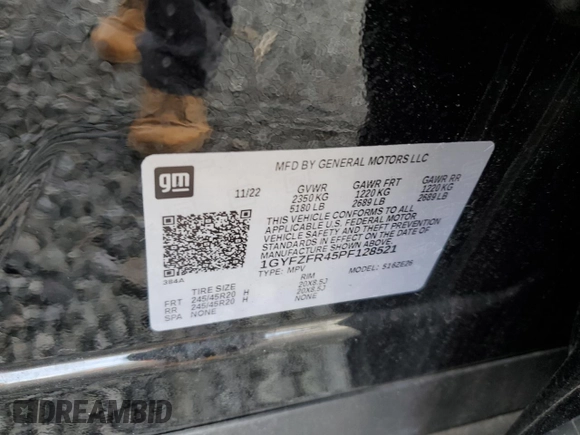 gm
MFD BY GENERAL MOTORS LLC
11/22 GVWR GAWR FRT GAWR RR
2350 KG 1220 KG 1220 KG
5180 LB 2689 LB 2689 LB
THIS VEHICLE CONFORMS TO ALL
APPLICABLE U.S. FEDERAL MOTOR
VEHICLE SAFETY AND THEFT PREVENTION
STANDARDS IN EFFECT ON THE DATE OF
MANUFACTURE SHOWN ABOVE.
1GYFZFR45PF128521
TYPE: MPV MODEL: 5162626
394A
TIRE SIZE RIM
FRT 245/45R20 H 20X8.5J
RR 245/45R20 H 20X8.5J
SPA NONE NONE
DREAMBID